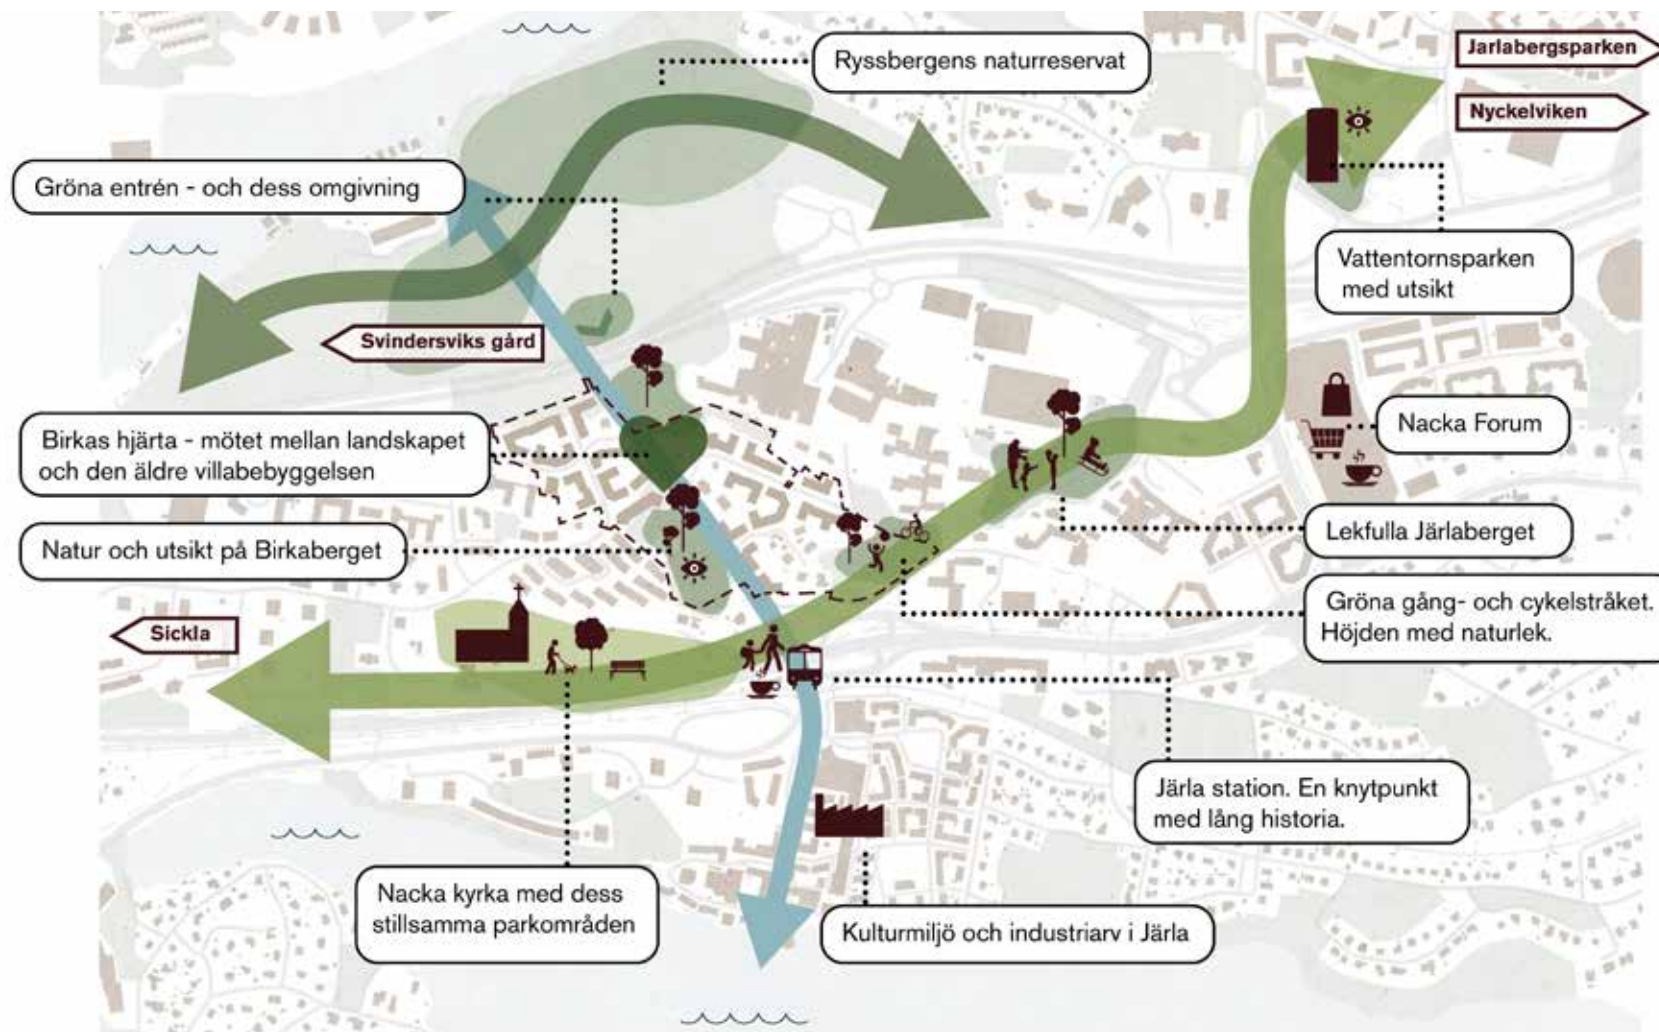 Ryssbergens naturreservat
Jarlabergsparken
Nyckelviken
Gröna entrén - och dess omgivning
Vattentornsparken
med utsikt
Svindersviks gård
Birkas hjärta - mötet mellan landskapet
och den äldre villabebyggelsen
Nacka Forum
Natur och utsikt på Birkaberget
Lekfulla Järlaberget
Gröna gång- och cykelstråket.
Höjden med naturlek.
Sickla
Järla station. En knytpunkt
med lång historia.
Nacka kyrka med dess
stillsamma parkområden
Kulturmiljö och industriarv i Järla